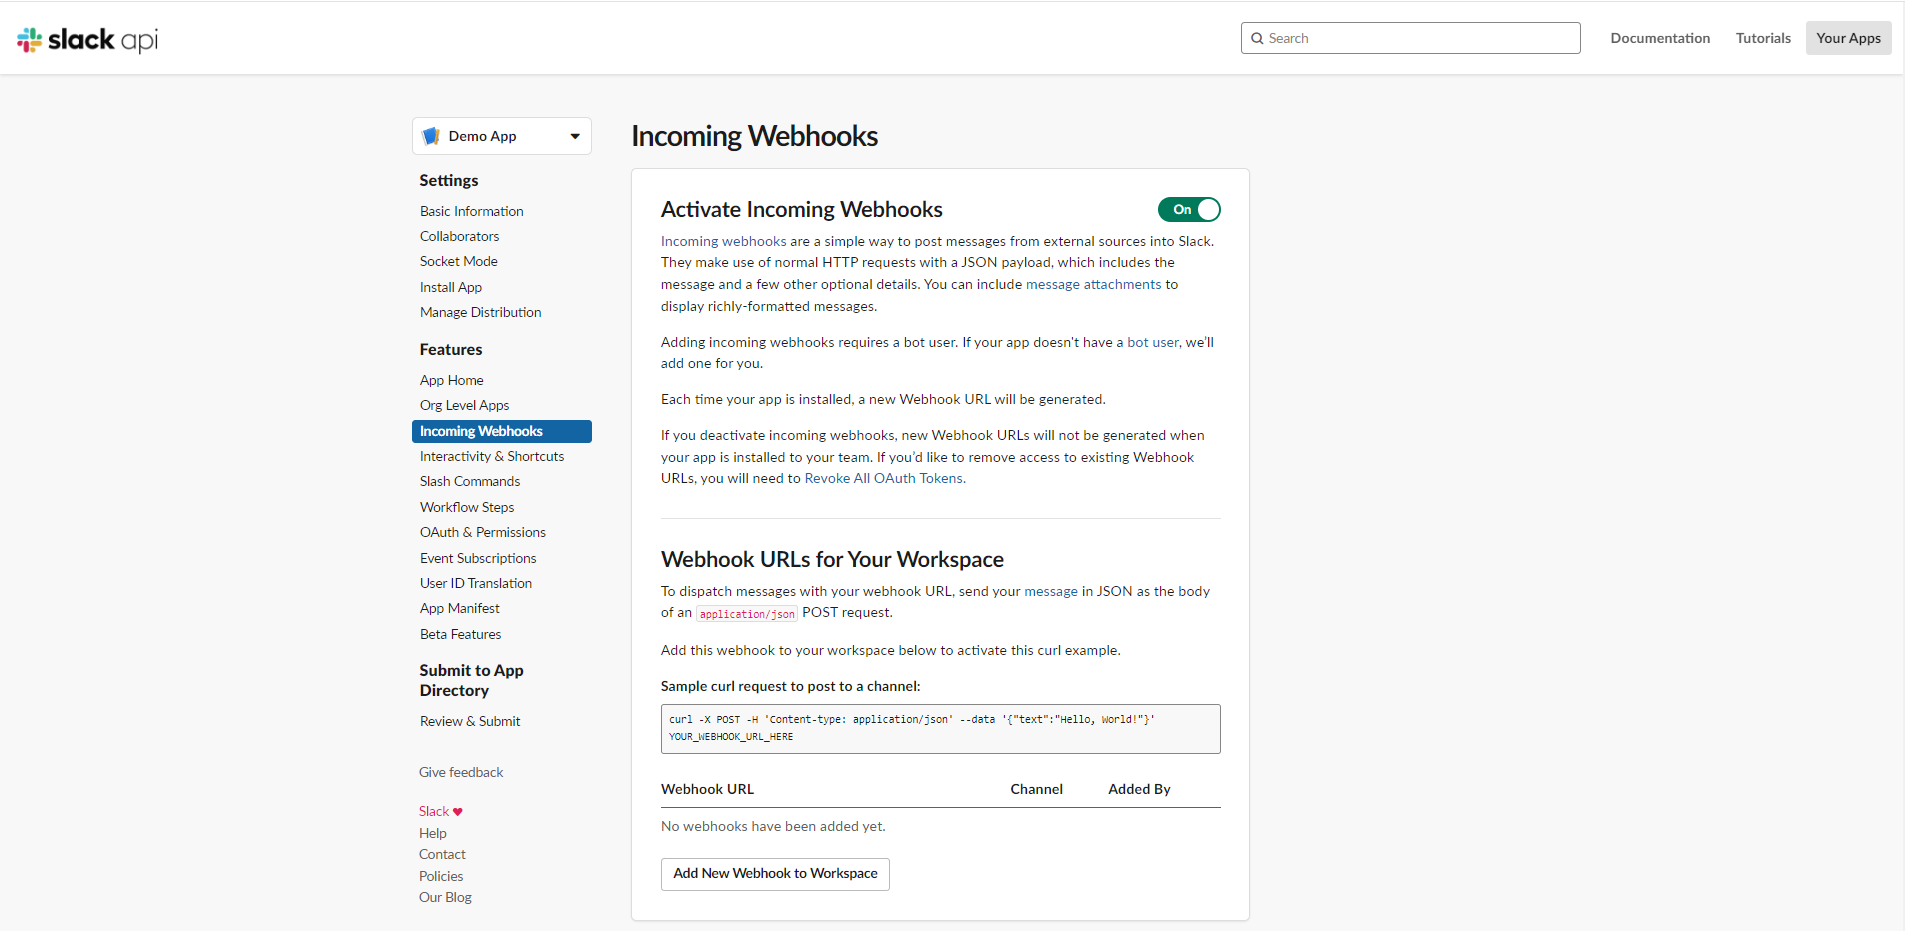 slack api
Search
Documentation
Tutorials
Your Apps
Demo App
Settings
Basic Information
Collaborators
Socket Mode
Install App
Manage Distribution
Features
App Home
Org Level Apps
Incoming Webhooks
Interactivity & Shortcuts
Slash Commands
Workflow Steps
OAuth & Permissions
Event Subscriptions
User ID Translation
App Manifest
Beta Features
Submit to App
Directory
Review & Submit
Give feedback
Slack ♥
Help
Contact
Policies
Our Blog
Incoming Webhooks
Activate Incoming Webhooks
On
Incoming webhooks are a simple way to post messages from external sources into Slack.
They make use of normal HTTP requests with a JSON payload, which includes the
message and a few other optional details. You can include message attachments to
display richly-formatted messages.
Adding incoming webhooks requires a bot user. If your app doesn't have a bot user, we’ll
add one for you.
Each time your app is installed, a new Webhook URL will be generated.
If you deactivate incoming webhooks, new Webhook URLs will not be generated when
your app is installed to your team. If you’d like to remove access to existing Webhook
URLs, you will need to Revoke All OAuth Tokens.
Webhook URLs for Your Workspace
To dispatch messages with your webhook URL, send your message in JSON as the body
of an application/json POST request.
Add this webhook to your workspace below to activate this curl example.
Sample curl request to post to a channel:
curl -X POST -H 'Content-type: application/json' --data '{"text":"Hello, World!"}'
YOUR_WEBHOOK_URL_HERE
Webhook URL
Channel
Added By
No webhooks have been added yet.
Add New Webhook to Workspace